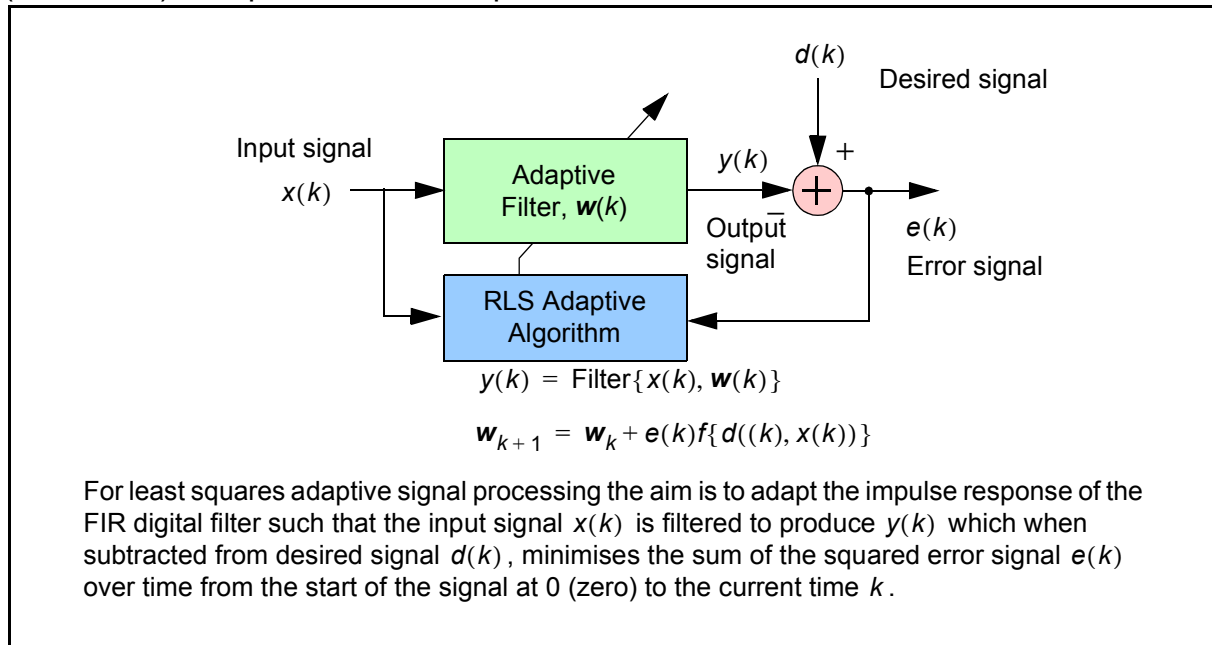 d(k)
Desired signal
Input signal
x(k)
Adaptive
Filter, w(k)
y(k)
+
+
–
Output
signal
e(k)
Error signal
RLS Adaptive
Algorithm
y(k) = Filter{x(k), w(k)}
w_{k+1} = w_k + e(k)f{d((k), x(k))}
For least squares adaptive signal processing the aim is to adapt the impulse response of the
FIR digital filter such that the input signal x(k) is filtered to produce y(k) which when
subtracted from desired signal d(k), minimises the sum of the squared error signal e(k)
over time from the start of the signal at 0 (zero) to the current time k.